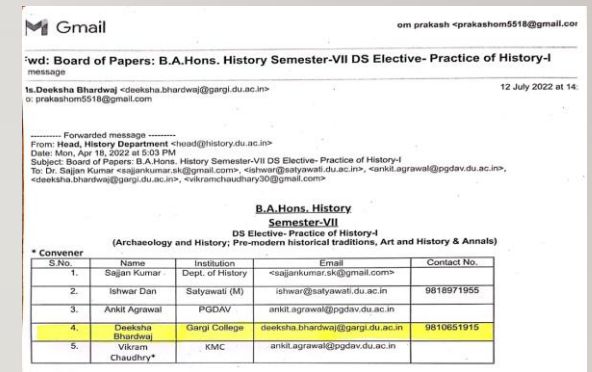 Gmail
om prakash <prakashom5518@gmail.cor
Fwd: Board of Papers: B.A.Hons. History Semester-VII DS Elective- Practice of History-I
message
1s.Deeksha Bhardwaj <deeksha.bhardwaj@gargi.du.ac.in>
12 July 2022 at 14:
o: prakashom5518@gmail.com
---------- Forwarded message ---------
From: Head, History Department <head@history.du.ac.in>
Date: Mon, Apr 18, 2022 at 5:03 PM
Subject: Board of Papers: B.A.Hons. History Semester-VII DS Elective- Practice of History-I
To: Dr. Sajjan Kumar <sajjankumar.sk@gmail.com>, <ishwar@satyawati.du.ac.in>, <ankit.agrawal@pgdav.du.ac.in>,
<deeksha.bhardwaj@gargi.du.ac.in>, <vikramchaudhary30@gmail.com>
B.A.Hons. History
Semester-VII
DS Elective- Practice of History-I
(Archaeology and History; Pre-modern historical traditions, Art and History & Annals)
* Convener
S.No. Name Institution Email Contact No.
1. Sajjan Kumar Dept. of History <sajjankumar.sk@gmail.com>
2. Ishwar Dan Satyawati (M) ishwar@satyawati.du.ac.in 9818971955
3. Ankit Agrawal PGDAV ankit.agrawal@pgdav.du.ac.in
4. Deeksha Gargi College deeksha.bhardwaj@gargi.du.ac.in 9810651915
Bhardwaj
5. Vikram KMC ankit.agrawal@pgdav.du.ac.in
Chaudhry*